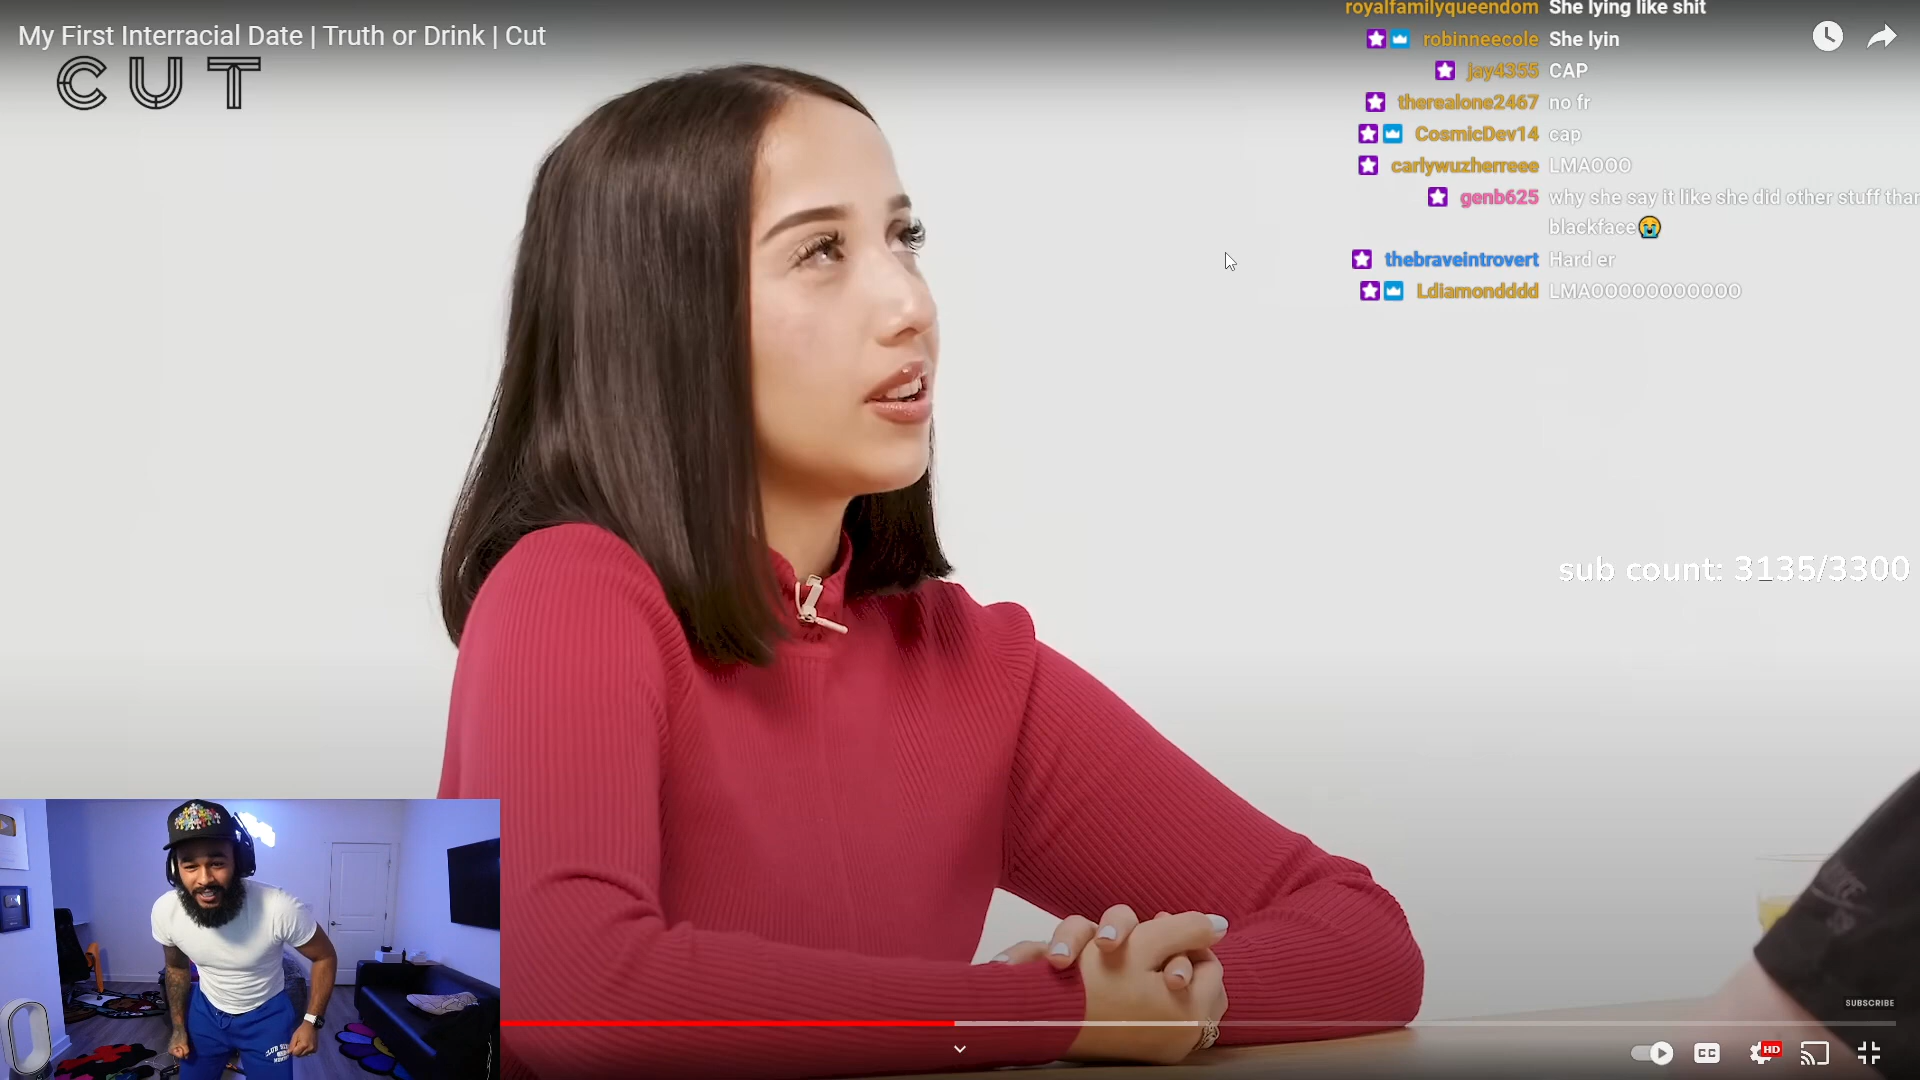 royalfamilyqueendom She lying like shit
My First Interracial Date | Truth or Drink | Cut
robinneecole She lyin
CUT
jay4355 CAP
therealone2467 no fr
CosmicDev14 cap
carlywuzherreee LMAOOO
genb625 why she say it like she did other stuff than
blackface😭
thebraveintrovert Hard er
Ldiamondddd LMAOOOOOOOOOOO
sub count: 3135/3300
SUBSCRIBE
CC
HD